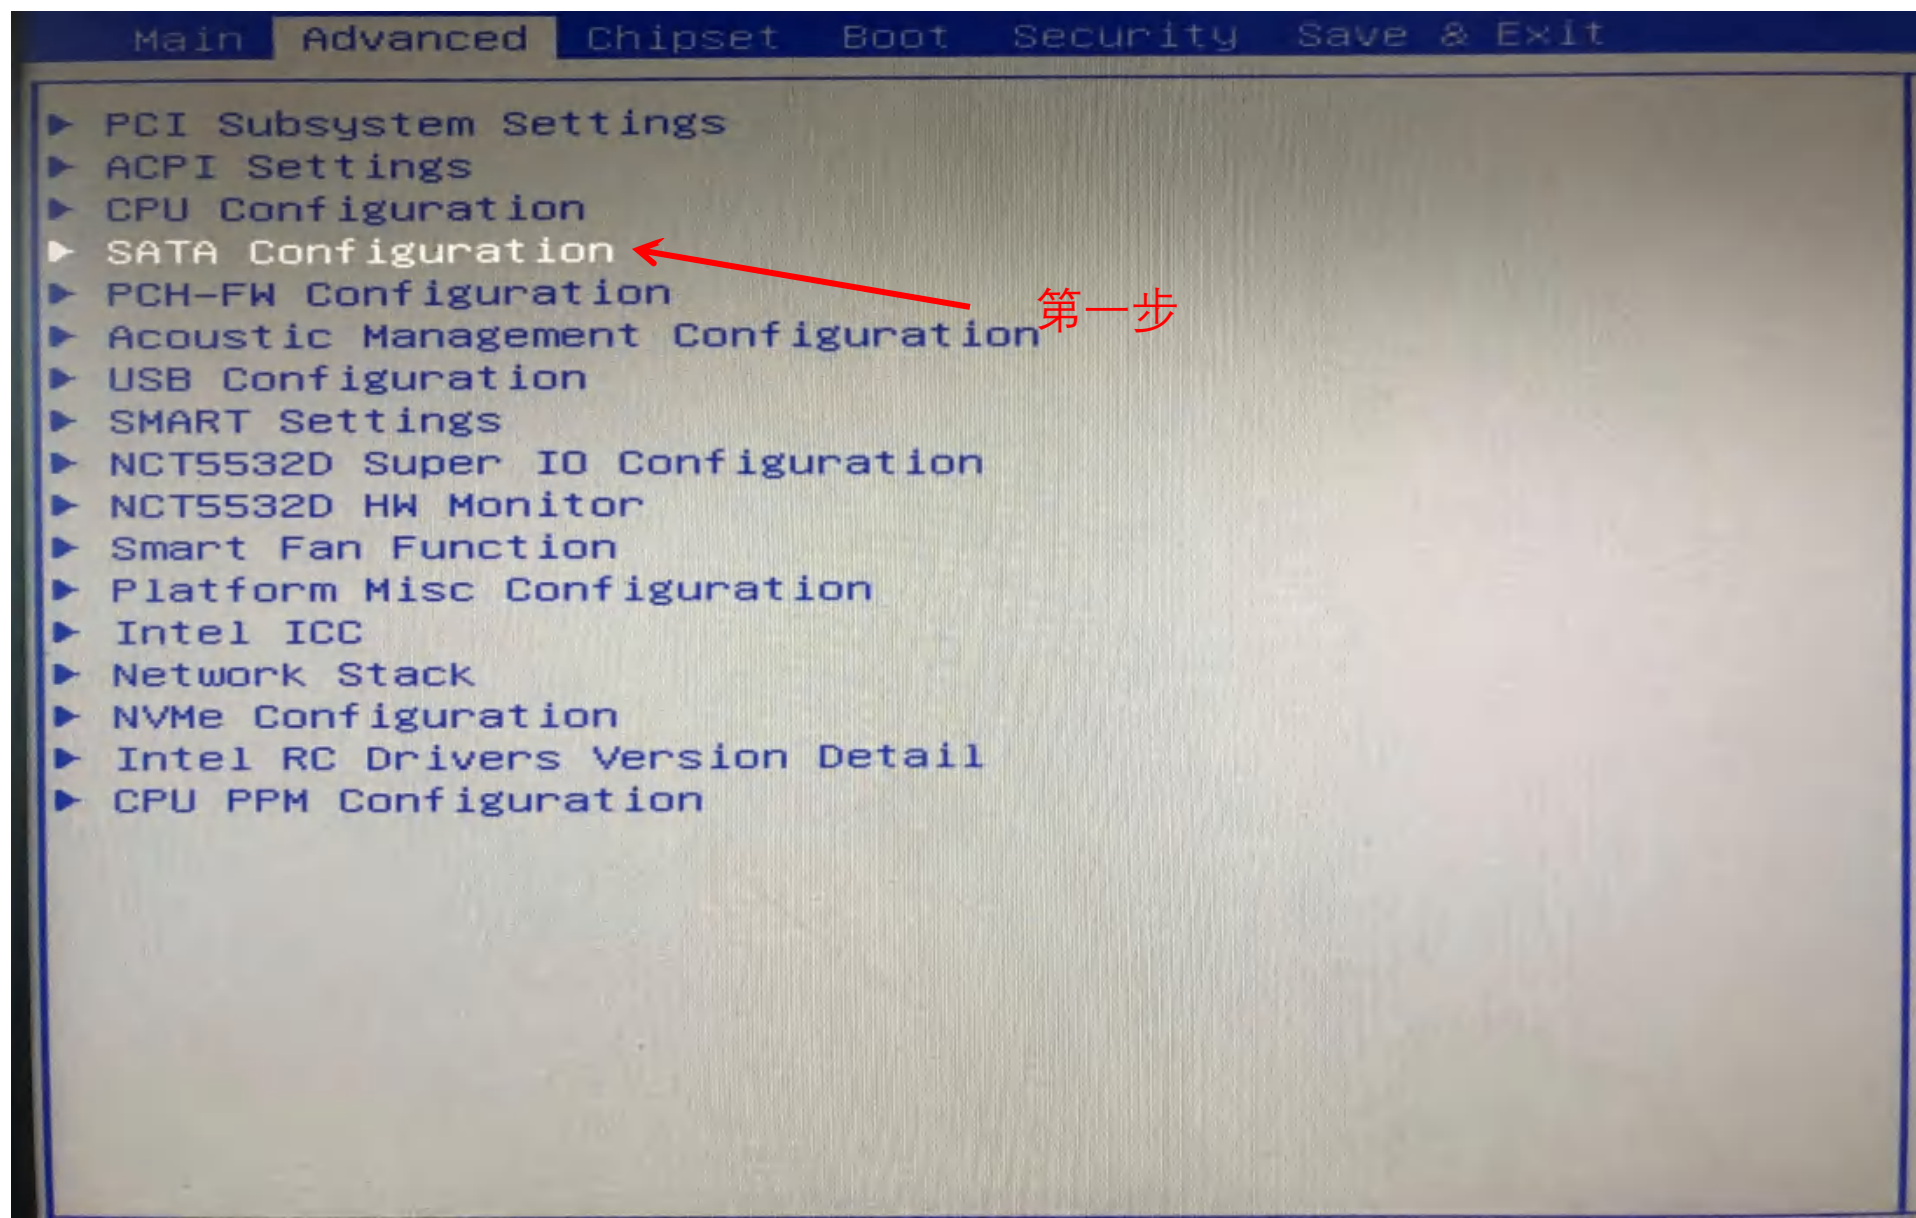 Main Advanced Chipset Boot Security Save & Exit
PCI Subsystem Settings
ACPI Settings
CPU Configuration
SATA Configuration
第一步
PCH-FW Configuration
Acoustic Management Configuration
USB Configuration
SMART Settings
NCT5532D Super IO Configuration
NCT5532D HW Monitor
Smart Fan Function
Platform Misc Configuration
Intel ICC
Network Stack
NVMe Configuration
Intel RC Drivers Version Detail
CPU PPM Configuration